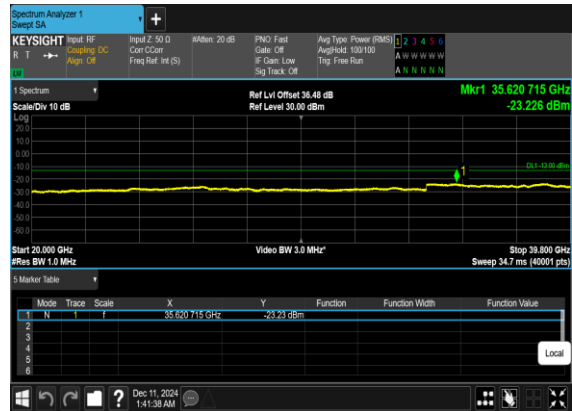 Spectrum Analyzer 1
Swept SA
KEYSIGHT Input: RF Input Z: 50 Ω #Atten: 20 dB PNO: Fast Avg Type: Power (RMS) 1 2 3 4 5 6
R T Coupling: DC Corr CCorr Gate: Off Avg|Hold: 100/100 A W W W W W
Align: Off Freq Ref: Int (S) IF Gain: Low Trig: Free Run
Sig Track: Off A N N N N N
1 Spectrum Ref Lvl Offset 36.48 dB Mkr1 35.620 715 GHz
Scale/Div 10 dB Ref Level 30.00 dBm -23.226 dBm
Log
20.0
10.0
0.00
-10.0 1 DL1 -13.00 dBm
-20.0
-30.0
-40.0
-50.0
-60.0
Start 20.000 GHz Video BW 3.0 MHz* Stop 39.800 GHz
#Res BW 1.0 MHz Sweep 34.7 ms (40001 pts)
5 Marker Table
Mode Trace Scale X Y Function Function Width Function Value
1 N 1 f 35.620 715 GHz -23.23 dBm
2
3
4
5
6
Local
? Dec 11, 2024
1:41:38 AM